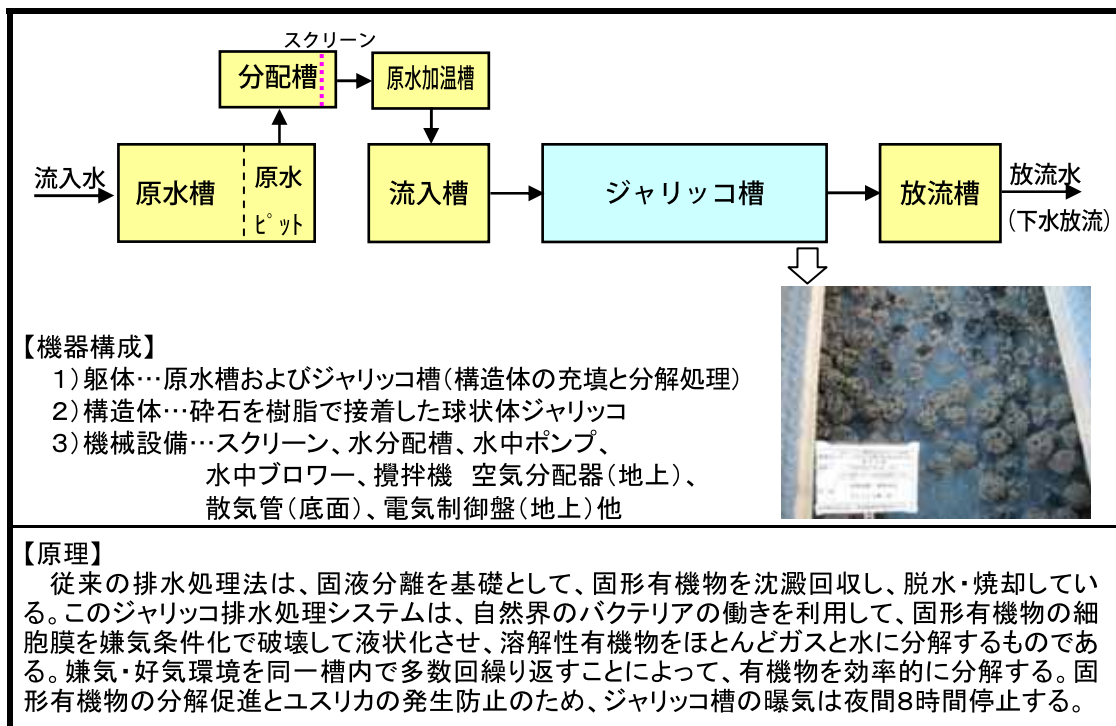 スクリーン
分配槽
原水加温槽
流入水
原水槽
原水
ピット
流入槽
ジャリッコ槽
放流槽
放流水
(下水放流)
【機器構成】
1)躯体…原水槽およびジャリッコ槽(構造体の充填と分解処理)
2)構造体…砕石を樹脂で接着した球状体ジャリッコ
3)機械設備…スクリーン、水分配槽、水中ポンプ、
水中ブロワー、攪拌機 空気分配器(地上)、
散気管(底面)、電気制御盤(地上)他
【原理】
従来の排水処理法は、固液分離を基礎として、固形有機物を沈澱回収し、脱水・焼却してい
る。このジャリッコ排水処理システムは、自然界のバクテリアの働きを利用して、固形有機物の細
胞膜を嫌気条件化で破壊して液状化させ、溶解性有機物をほとんどガスと水に分解するものであ
る。嫌気・好気環境を同一槽内で多数回繰り返すことによって、有機物を効率的に分解する。固
形有機物の分解促進とユスリカの発生防止のため、ジャリッコ槽の曝気は夜間8時間停止する。